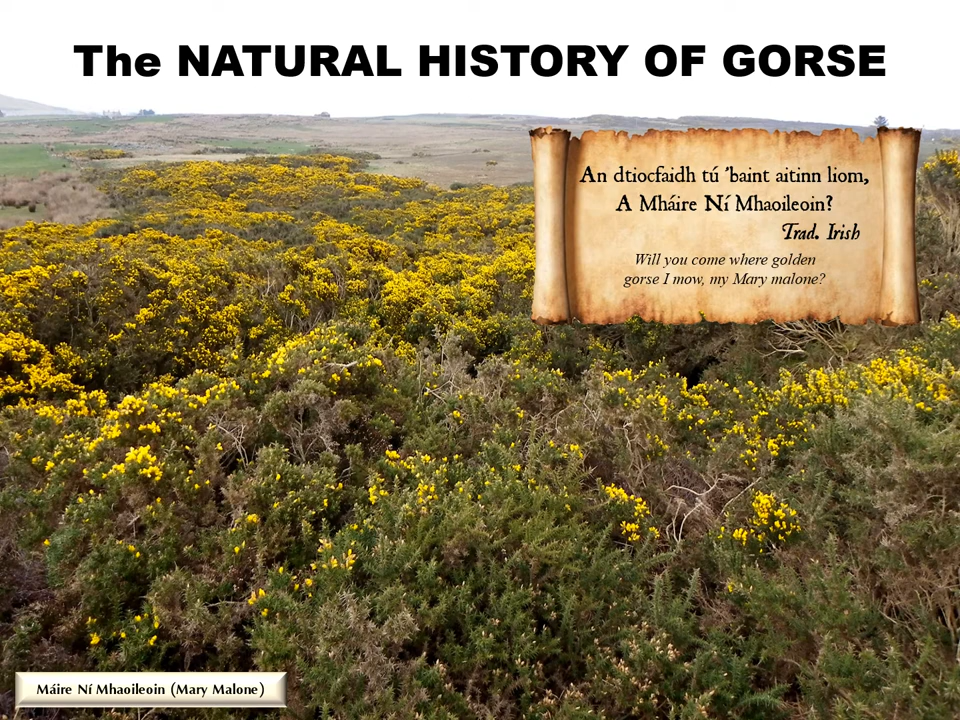 The NATURAL HISTORY OF GORSE
An dtiocfaidh tú 'baint aitinn liom,
A Mháire Ní Mhaoileoin?
Trad. Irish
Will you come where golden
gorse I mow, my Mary malone?
Máire Ní Mhaoileoin (Mary Malone)